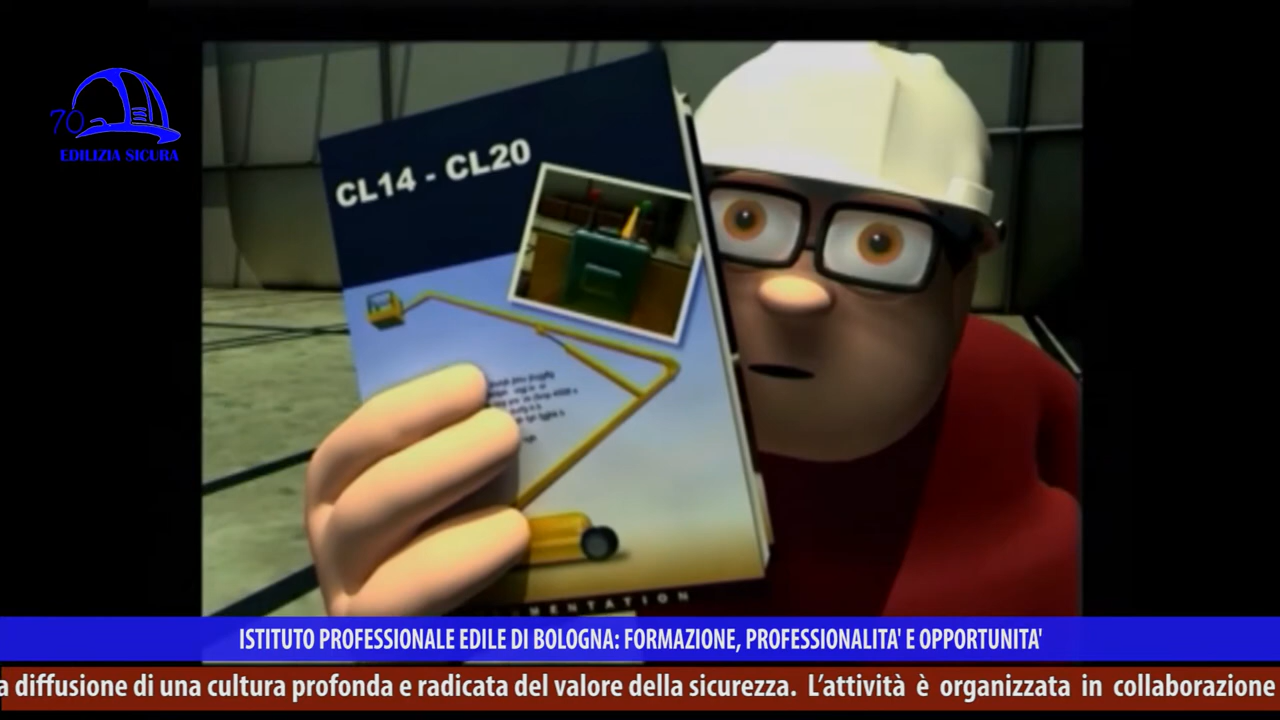 70
EDILIZIA SICURA
CL14 - CL20
MENTATION
ISTITUTO PROFESSIONALE EDILE DI BOLOGNA: FORMAZIONE, PROFESSIONALITA' E OPPORTUNITA'
a diffusione di una cultura profonda e radicata del valore della sicurezza. L'attività è organizzata in collaborazione